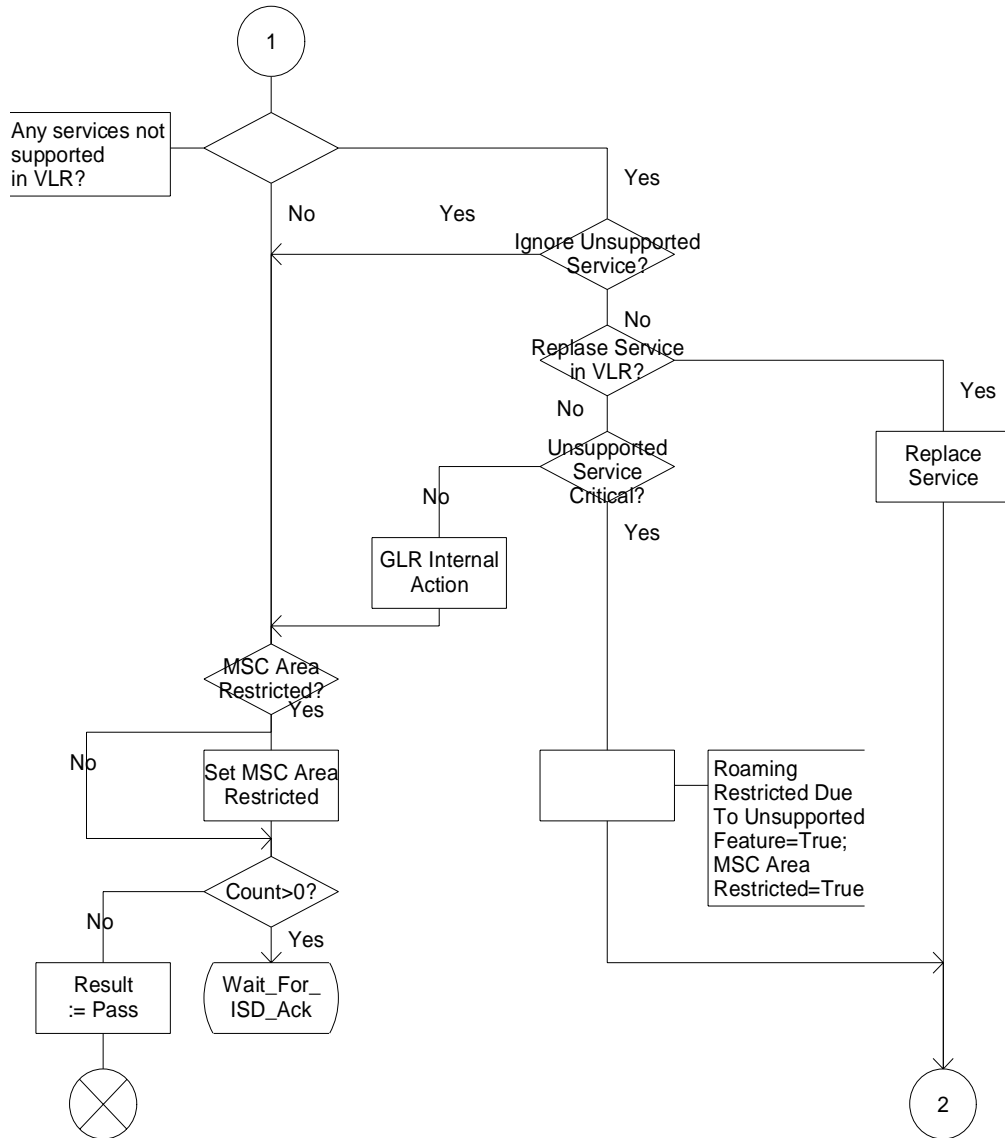 1
Any services not
supported
in VLR?
Yes
No
Yes
Ignore Unsupported
Service?
No
Replase Service
in VLR?
Yes
No
Unsupported
Service
Critical?
Replace
Service
No
Yes
GLR Internal
Action
MSC Area
Restricted?
Yes
No
Set MSC Area
Restricted
Roaming
Restricted Due
To Unsupported
Feature=True;
MSC Area
Restricted=True
Count>0?
No
Yes
Result
:= Pass
Wait_For_
ISD_Ack
2